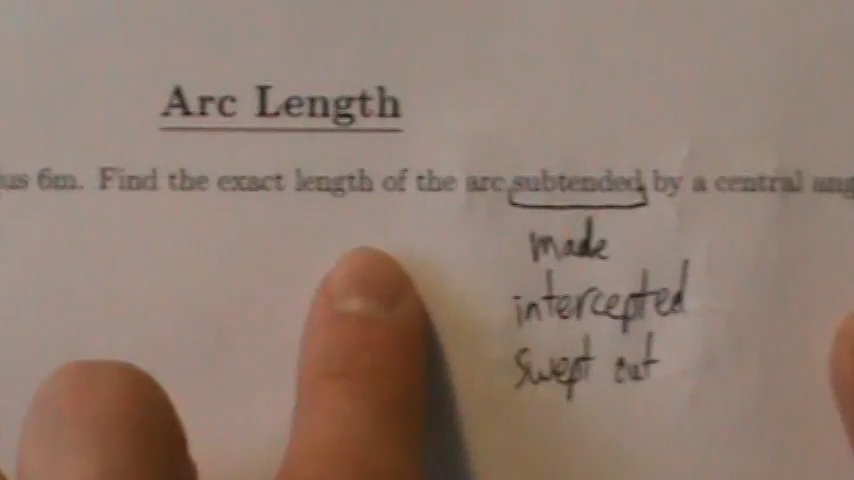 Arc Length
us 6m. Find the exact length of the arc subtended by a central ang
made
intercepted
swept out